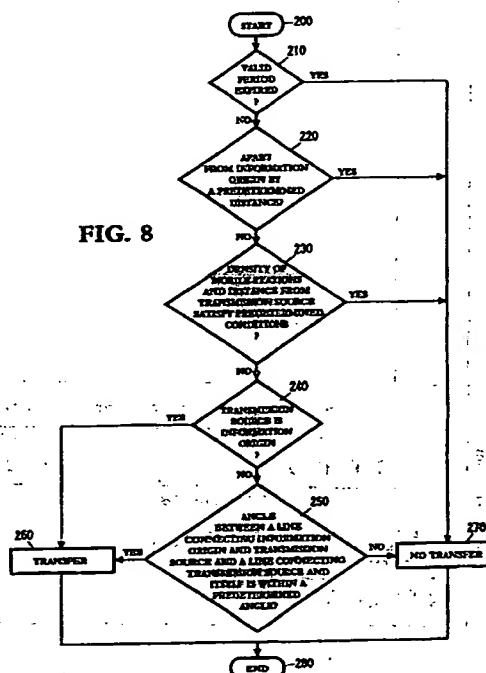 START
200
210
VALID
PERIOD
EXPIRED
?
YES
NO
220
APART
FROM INFORMATION
ORIGIN BY
A PREDETERMINED
DISTANCE?
YES
NO
FIG. 8
230
DENSITY OF
MOBILE STATIONS
AND DISTANCE FROM
TRANSMISSION SOURCE
SATISFY PREDETERMINED
CONDITIONS
?
YES
NO
240
TRANSMISSION
SOURCE IS
INFORMATION
ORIGIN
?
YES
NO
250
ANGLE
BETWEEN A LINE
CONNECTING INFORMATION
ORIGIN AND TRANSMISSION
SOURCE AND A LINE CONNECTING
TRANSMISSION SOURCE AND
ITSELF IS WITHIN A
PREDETERMINED
ANGLE?
YES
NO
260
TRANSFER
270
NO TRANSFER
END
280